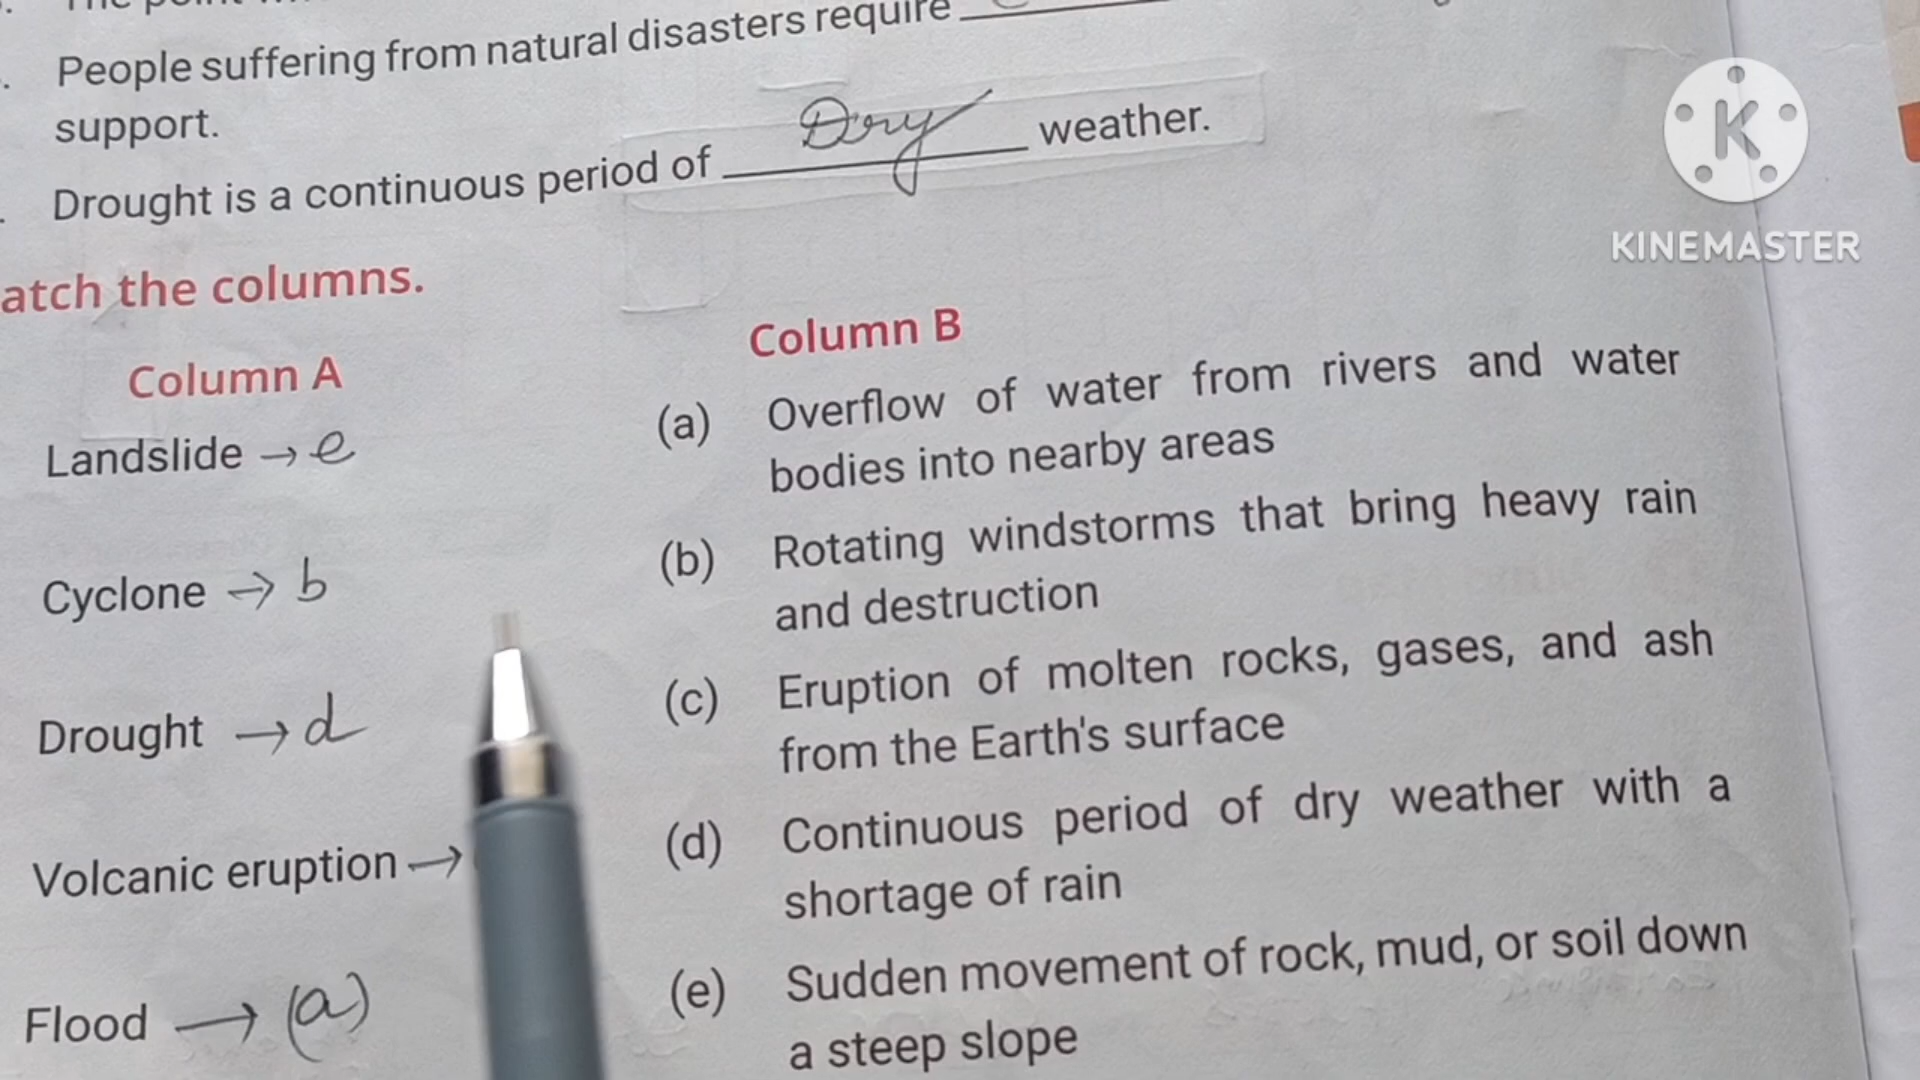 People suffering from natural disasters require
support.
Drought is a continuous period of Dry weather.
K
KINEMASTER
atch the columns.
Column A
Column B
Landslide → e
(a) Overflow of water from rivers and water
bodies into nearby areas
Cyclone → b
(b) Rotating windstorms that bring heavy rain
and destruction
Drought → d
(c) Eruption of molten rocks, gases, and ash
from the Earth's surface
Volcanic eruption →
(d) Continuous period of dry weather with a
shortage of rain
Flood → (a)
(e) Sudden movement of rock, mud, or soil down
a steep slope